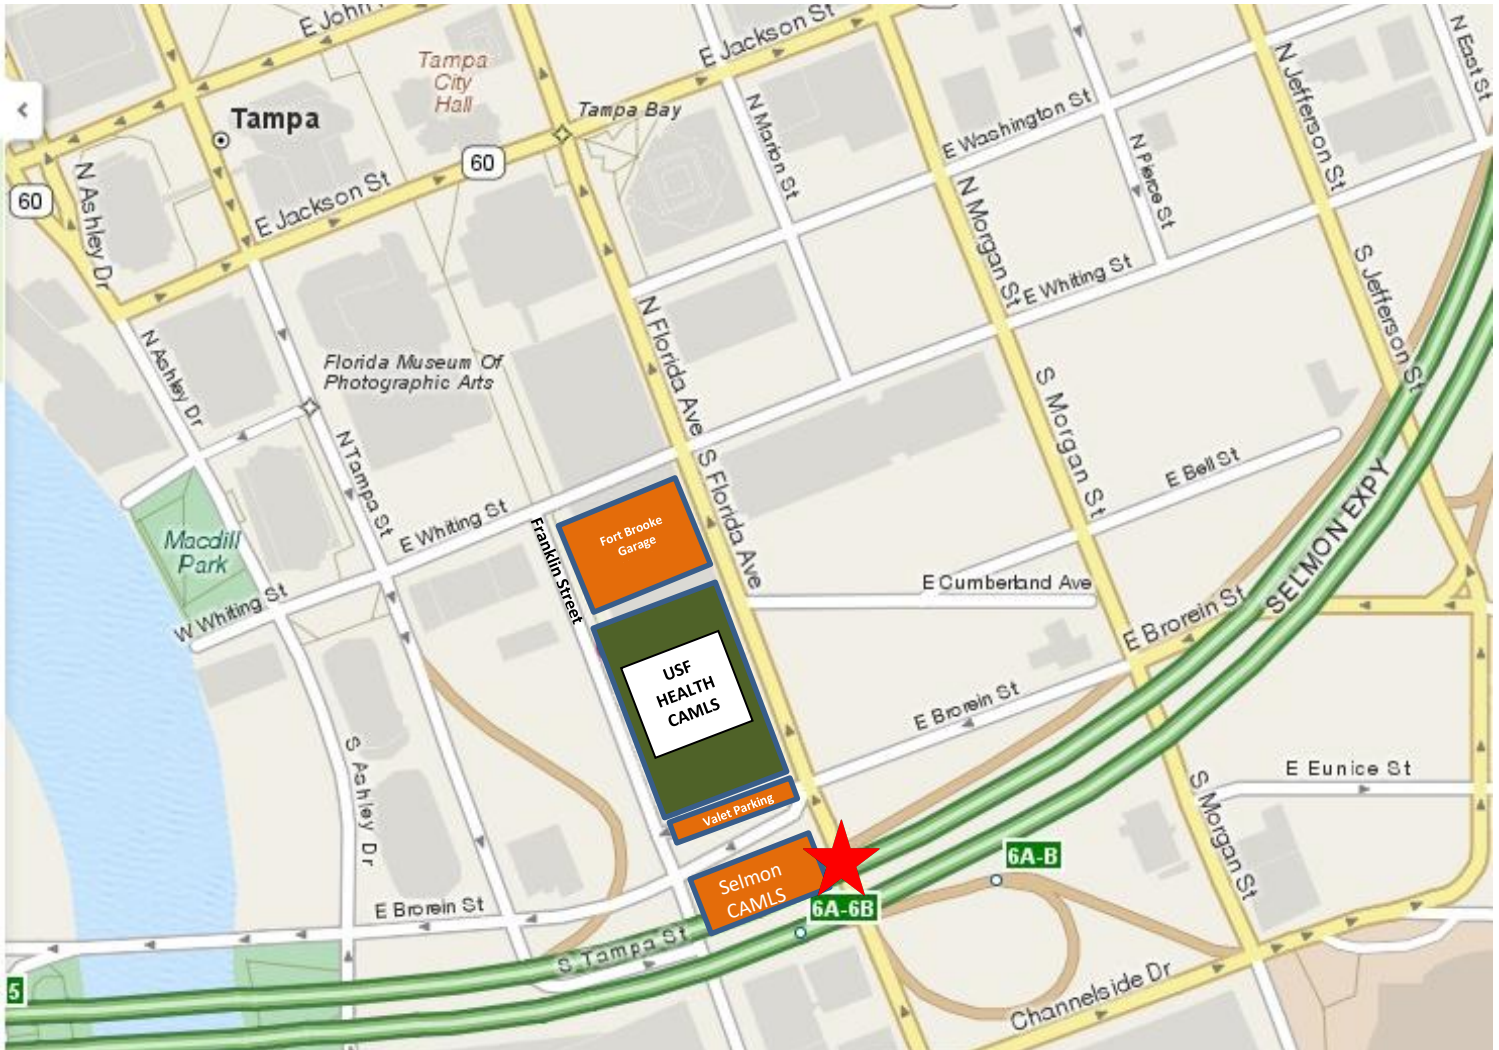 E John
E Jackson St
Tampa
City
Hall
Tampa
Tampa Bay
60
60
N Ashley Dr
E Jackson St
N Marion St
E Washington St
N Pierce St
N Jefferson St
N East St
N Morgan St
E Whiting St
S Jefferson St
N Ashley Dr
Florida Museum Of
Photographic Arts
N Florida Ave
S Florida Ave
S Morgan St
N Tampa St
E Whiting St
E Bell St
Macdill
Park
W Whiting St
Franklin Street
Fort Brooke
Garage
E Cumberland Ave
SELMON EXPY
E Brorein St
USF
HEALTH
CAMLS
E Brorein St
S Ashley Dr
Valet Parking
E Eunice St
S Morgan St
Selmon
CAMLS
6A-B
6A-6B
E Brorein St
S Tampa St
5
Channelside Dr